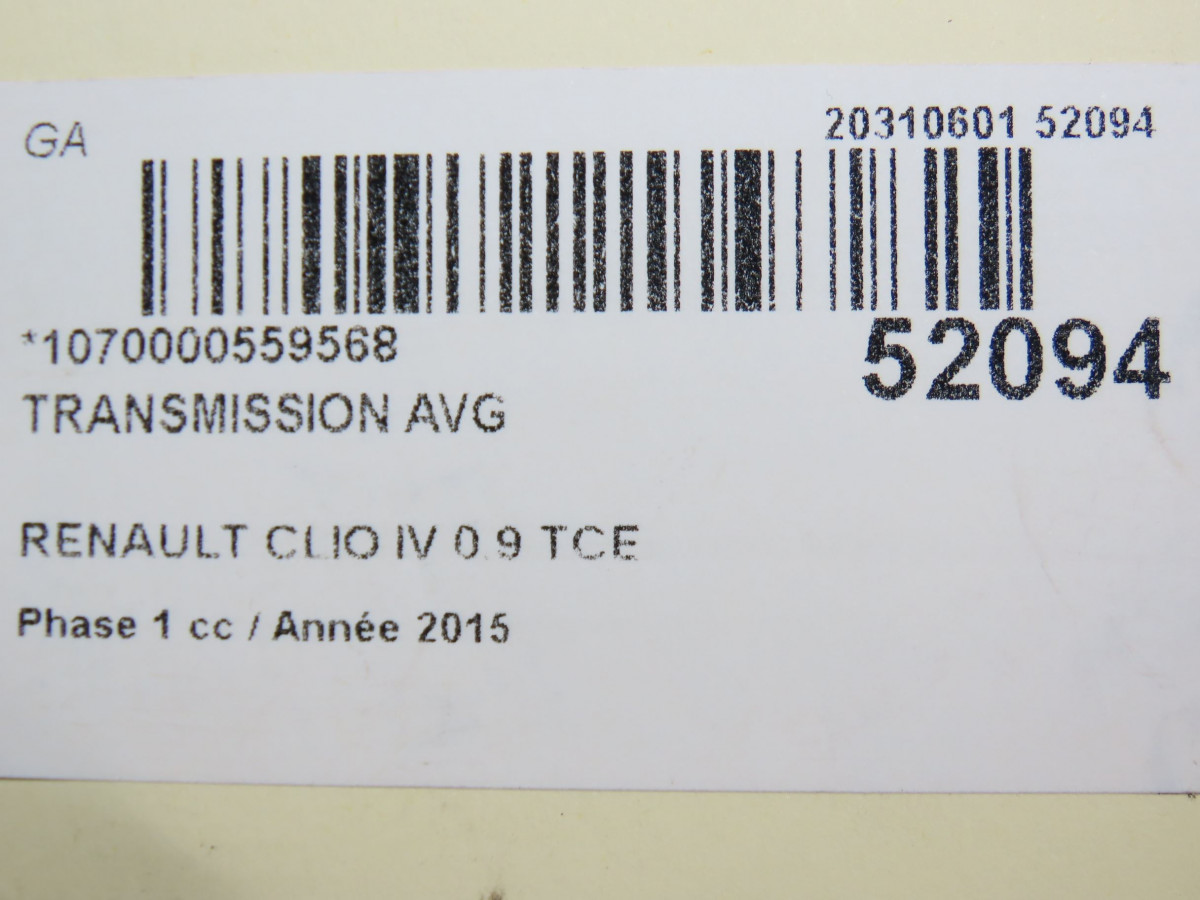 GA
20310601 52094
*1070000559568
52094
TRANSMISSION AVG
RENAULT CLIO IV 0.9 TCE
Phase 1 cc / Année 2015